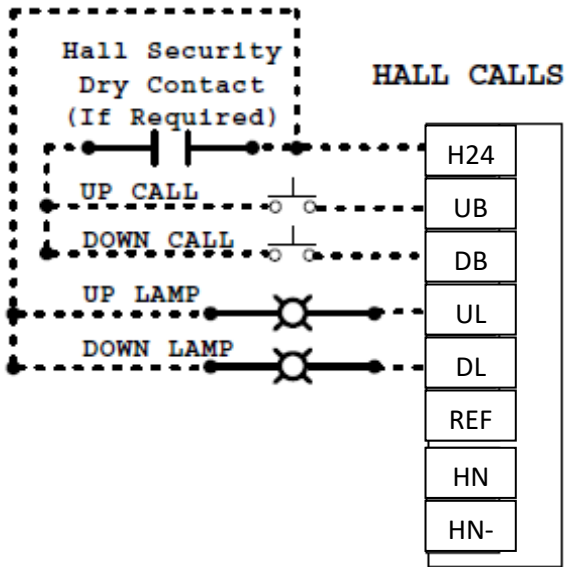 Hall Security
Dry Contact
(If Required)
HALL CALLS
H24
UP CALL
UB
DOWN CALL
DB
UP LAMP
UL
DOWN LAMP
DL
REF
HN
HN-